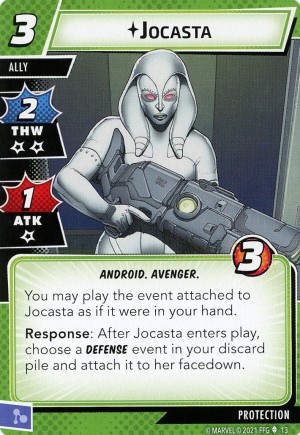 3
Jocasta
ALLY
2
THW
1
ATK
3
ANDROID. AVENGER.
You may play the event attached to
Jocasta as if it were in your hand.
Response: After Jocasta enters play,
choose a DEFENSE event in your discard
pile and attach it to her facedown.
PROTECTION
© MARVEL © 2021 FFG 13